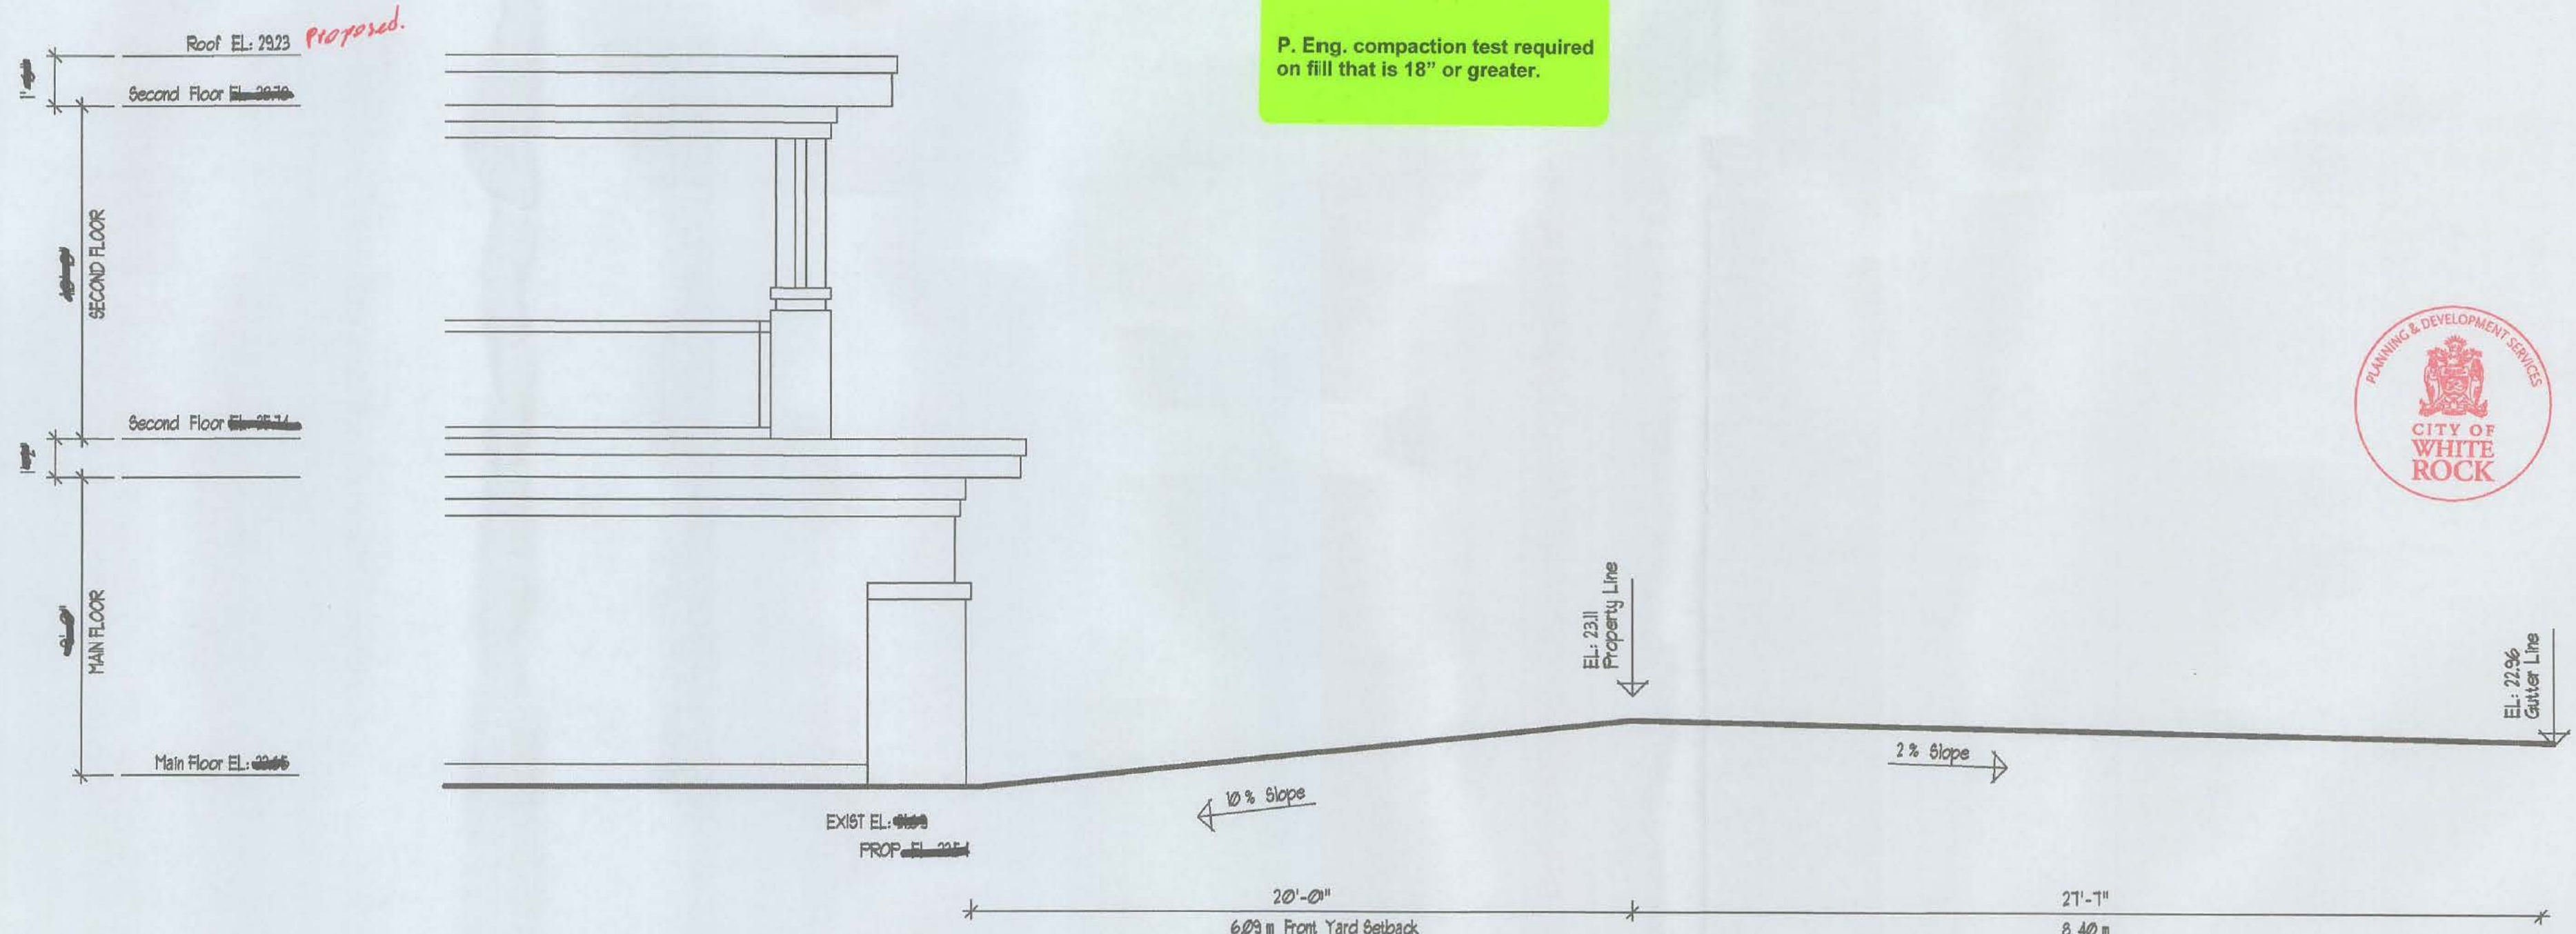 Roof EL: 29.23 Proposed.
P. Eng. compaction test required
on fill that is 18" or greater.
Second Floor
SECOND FLOOR
PLANNING & DEVELOPMENT SERVICES
CITY OF
WHITE
ROCK
Second Floor
MAIN FLOOR
EL: 23.11
Property Line
EL: 22.96
Gutter Line
Main Floor EL:
2% Slope
10% Slope
EXIST EL:
PROP
20'-0"
6.09 m Front Yard Setback
27'-7"
8.40 m